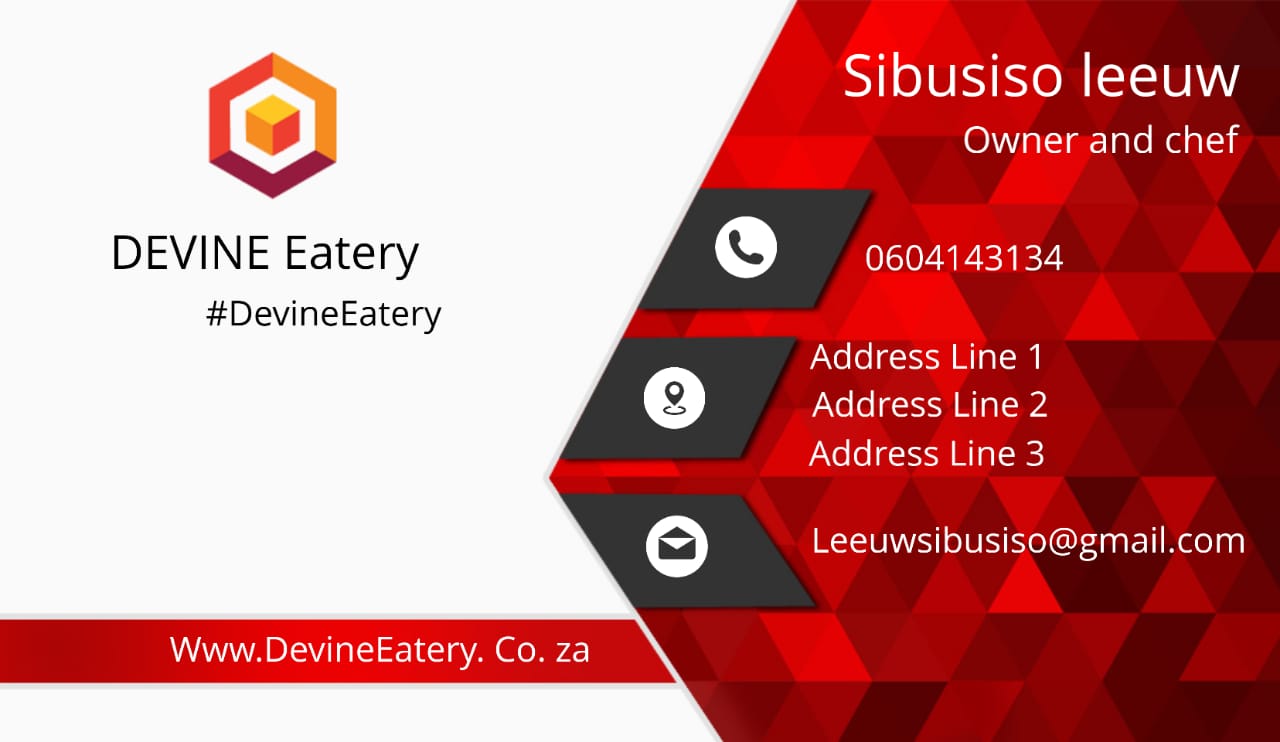 DEVINE Eatery
#DevineEatery
Www.DevineEatery. Co. za
Sibusiso leeuw
Owner and chef
0604143134
Address Line 1
Address Line 2
Address Line 3
Leeuwsibusiso@gmail.com